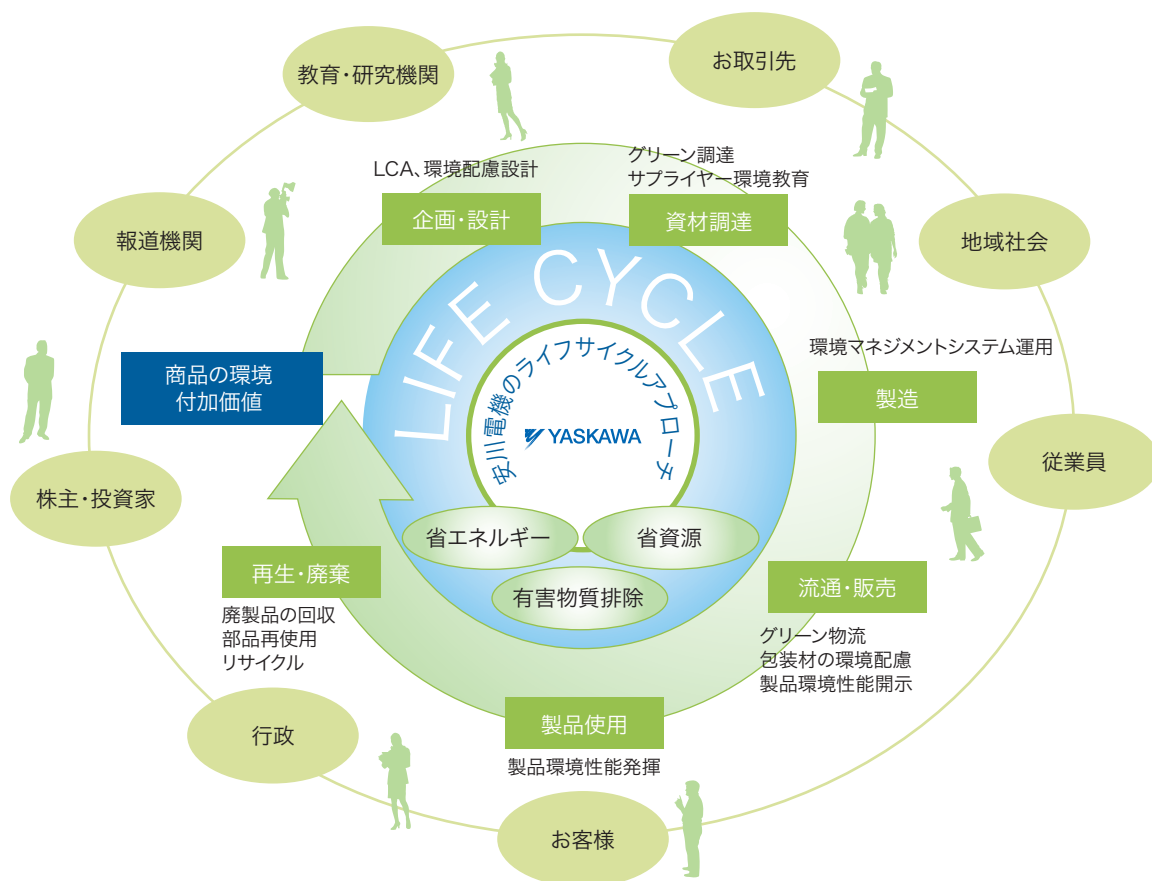 教育・研究機関
お取引先
LCA、環境配慮設計
企画・設計
グリーン調達
サプライヤー環境教育
資材調達
報道機関
地域社会
LIFE CYCLE
安川電機のライフサイクルアプローチ
YASKAWA
環境マネジメントシステム運用
製造
商品の環境
付加価値
株主・投資家
従業員
省エネルギー
省資源
有害物質排除
再生・廃棄
廃製品の回収
部品再使用
リサイクル
流通・販売
グリーン物流
包装材の環境配慮
製品環境性能開示
行政
製品使用
製品環境性能発揮
お客様